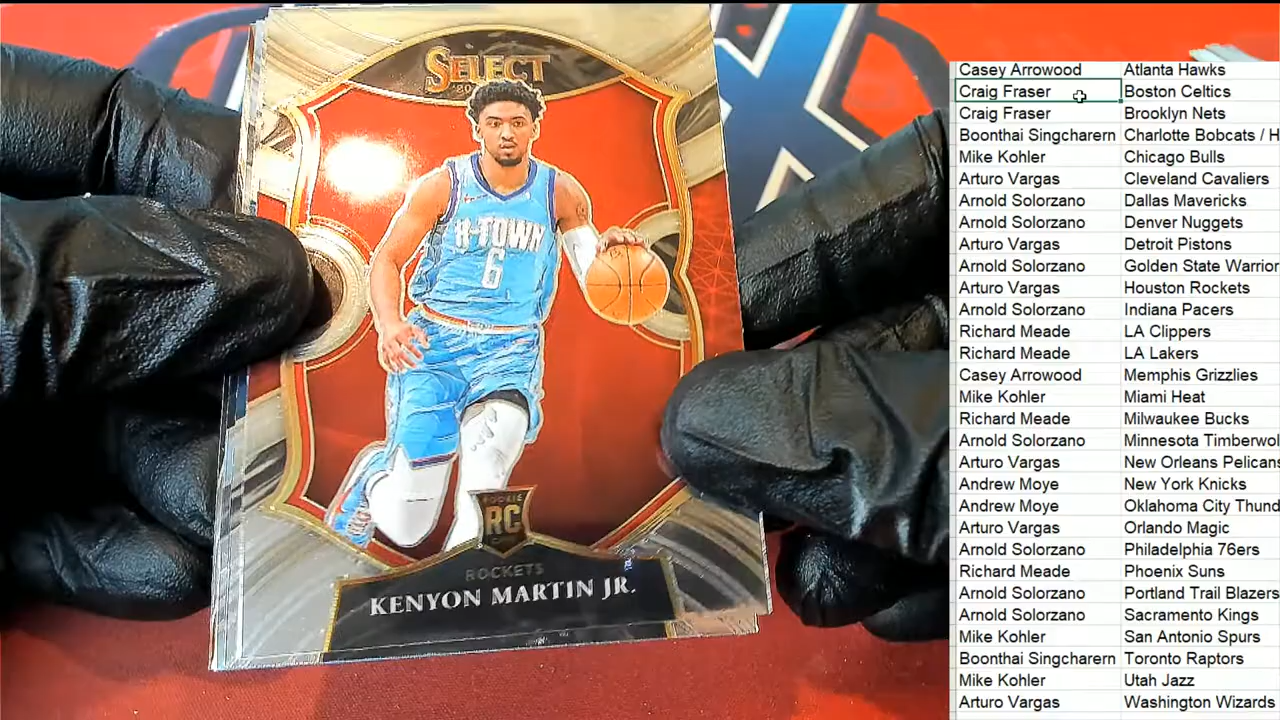 SELECT
20
H-TOWN
6
ROOKIE
RC
ROCKETS
KENYON MARTIN JR.
Casey Arrowood Atlanta Hawks
Craig Fraser Boston Celtics
Craig Fraser Brooklyn Nets
Boonthai Singcharern Charlotte Bobcats / H
Mike Kohler Chicago Bulls
Arturo Vargas Cleveland Cavaliers
Arnold Solorzano Dallas Mavericks
Arnold Solorzano Denver Nuggets
Arturo Vargas Detroit Pistons
Arnold Solorzano Golden State Warrior
Arturo Vargas Houston Rockets
Arnold Solorzano Indiana Pacers
Richard Meade LA Clippers
Richard Meade LA Lakers
Casey Arrowood Memphis Grizzlies
Mike Kohler Miami Heat
Richard Meade Milwaukee Bucks
Arnold Solorzano Minnesota Timberwol
Arturo Vargas New Orleans Pelicans
Andrew Moye New York Knicks
Andrew Moye Oklahoma City Thund
Arturo Vargas Orlando Magic
Arnold Solorzano Philadelphia 76ers
Richard Meade Phoenix Suns
Arnold Solorzano Portland Trail Blazers
Arnold Solorzano Sacramento Kings
Mike Kohler San Antonio Spurs
Boonthai Singcharern Toronto Raptors
Mike Kohler Utah Jazz
Arturo Vargas Washington Wizards